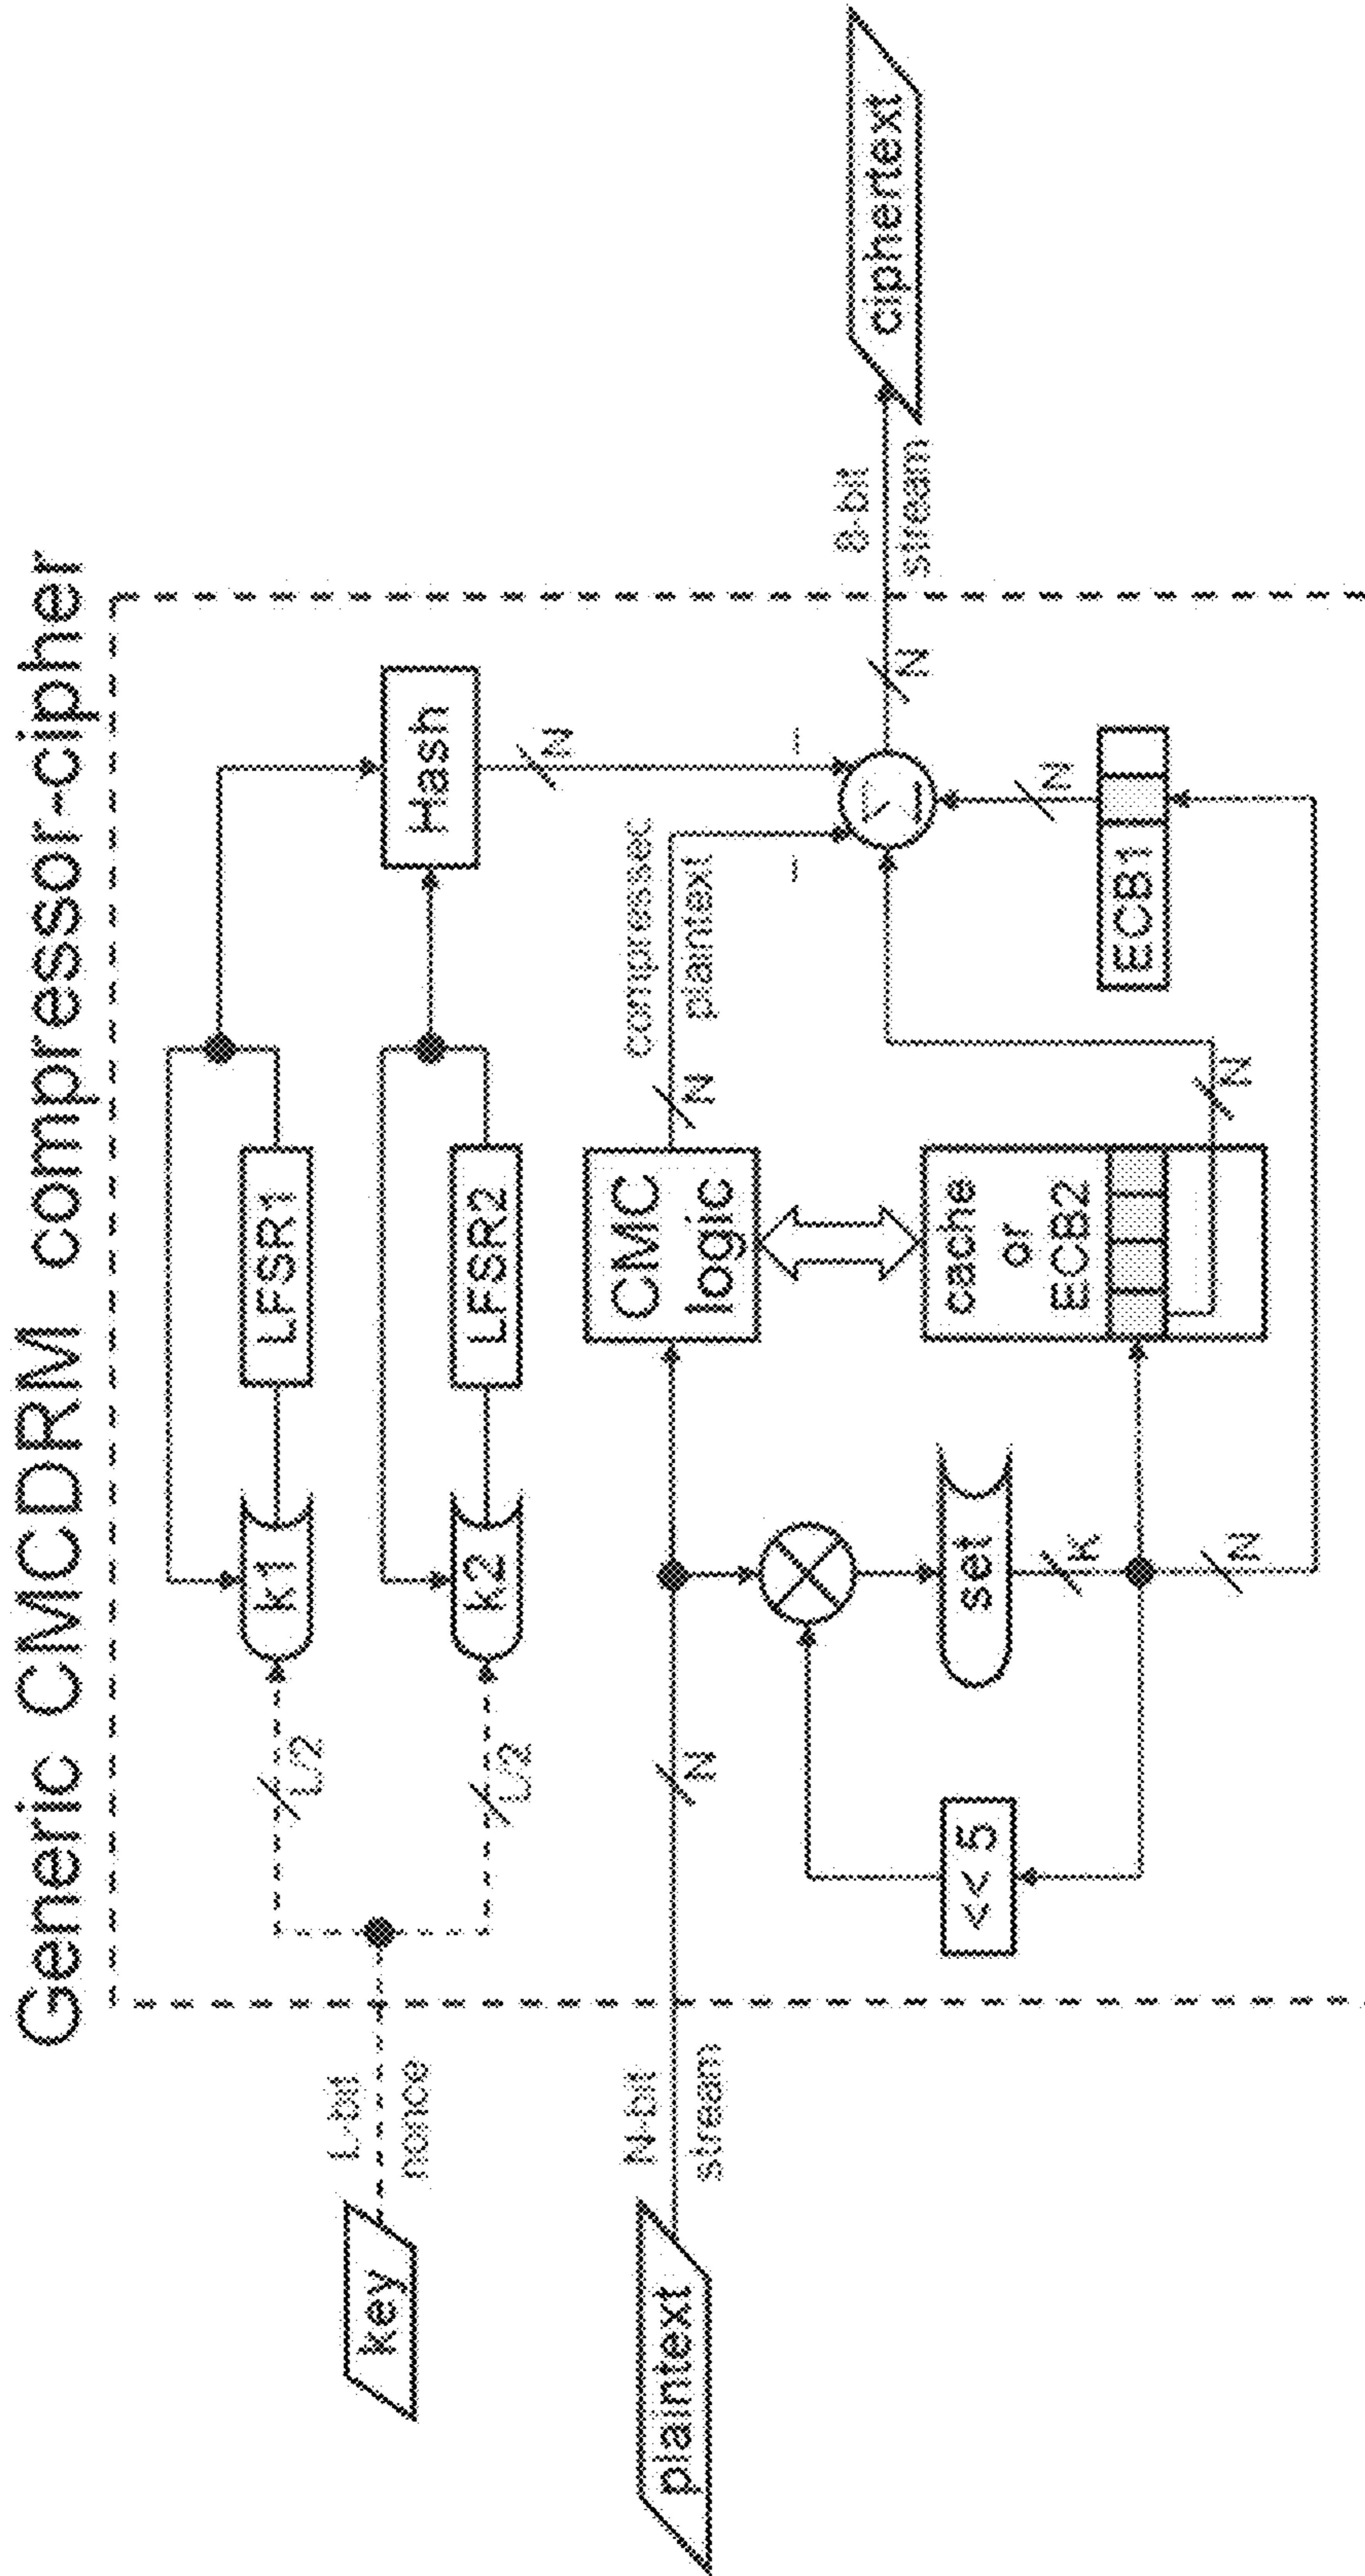 Generic CMCDRM compressor-cipher
key
L-bit
nonce
L/2
L/2
k1
LFSR1
k2
LFSR2
Hash
N
plaintext
N-bit
stream
N
CMC
logic
N
compressec
plaintext
-
-
Σ
N
8-bit
stream
ciphertext
<< 5
set
K
N
cache
or
ECB2
N
ECB1
N